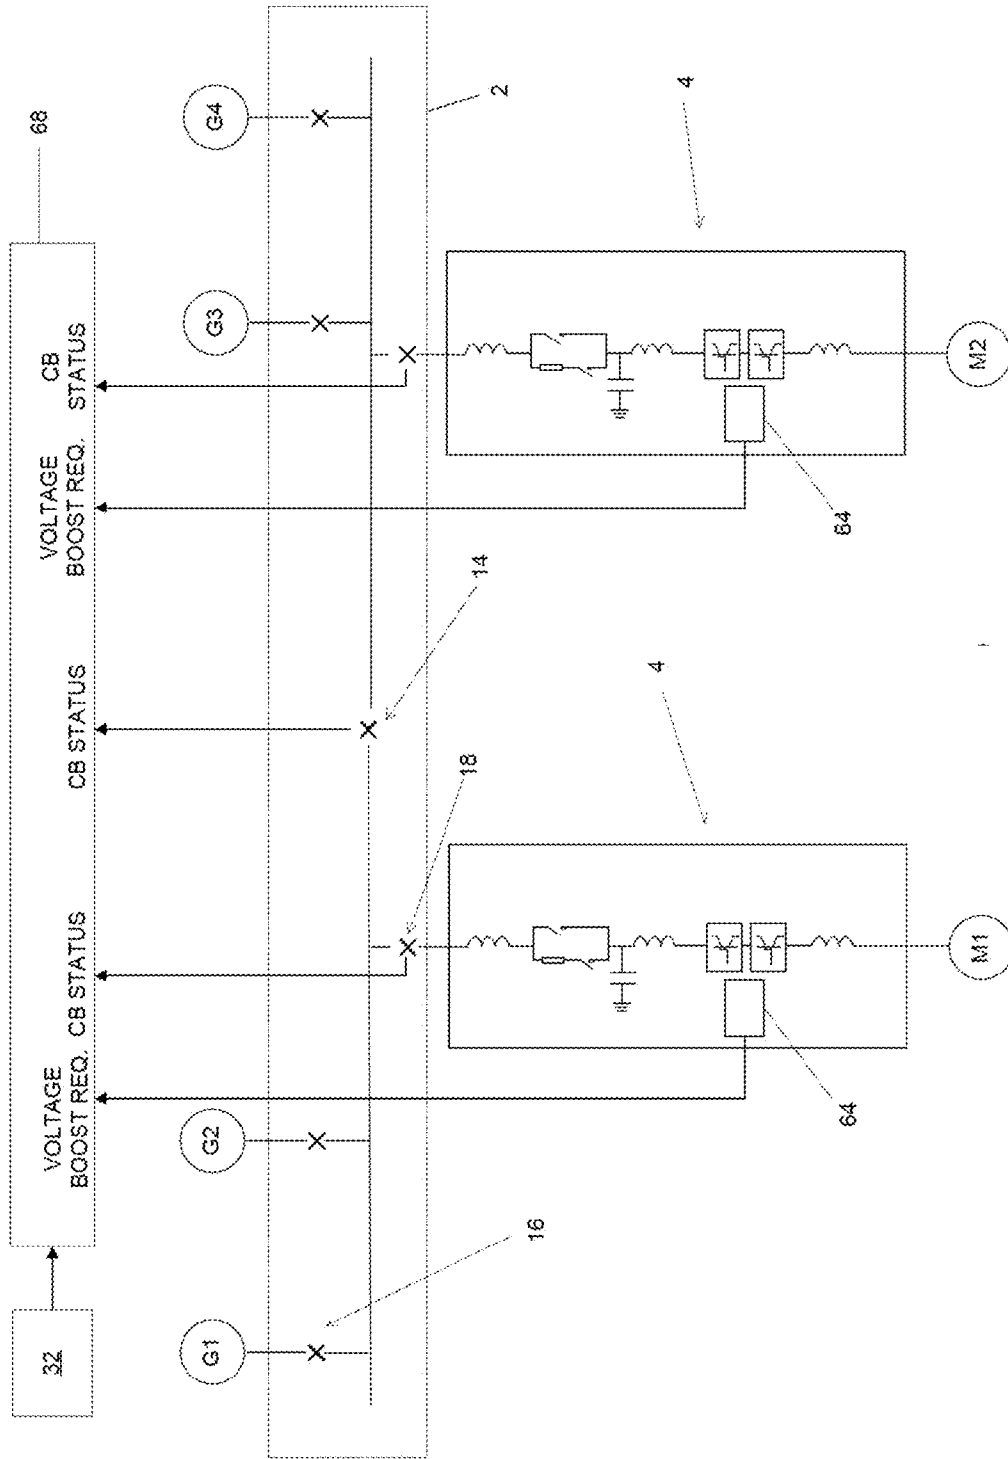 32
VOLTAGE
BOOST REQ.
CB STATUS
CB STATUS
VOLTAGE
BOOST REQ.
CB
STATUS
68
G1
G2
G3
G4
16
18
14
2
4
4
64
64
M1
M2